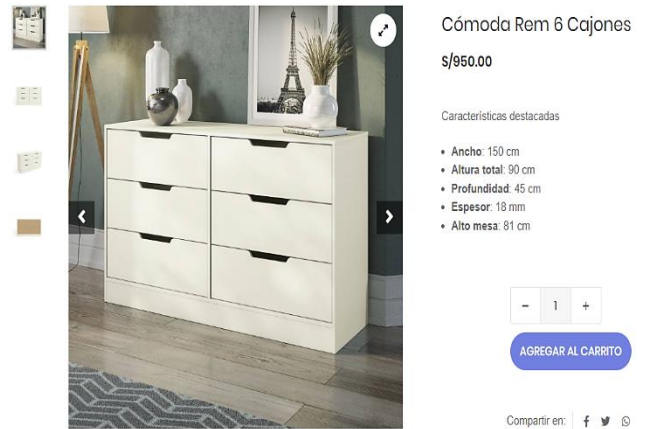 Cómoda Rem 6 Cajones
S/950.00
Características destacadas
• Ancho: 150 cm
• Altura total: 90 cm
• Profundidad: 45 cm
• Espesor: 18 mm
• Alto mesa: 81 cm
- 1 +
AGREGAR AL CARRITO
Compartir en: